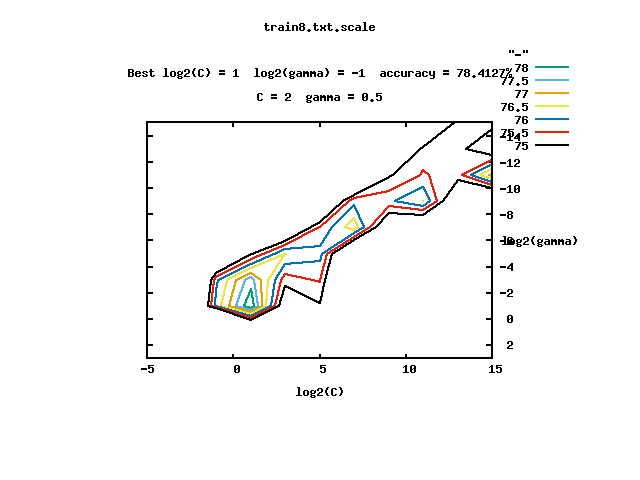 train8.txt.scale
"-"
78
Best log2(C) = 1  log2(gamma) = -1  accuracy = 78.4127%
77.5
77
C = 2  gamma = 0.5
76.5
76
75.5
-14
75
-12
-10
-8
-6
log2(gamma)
-4
-2
0
2
-5 0 5 10 15
log2(C)